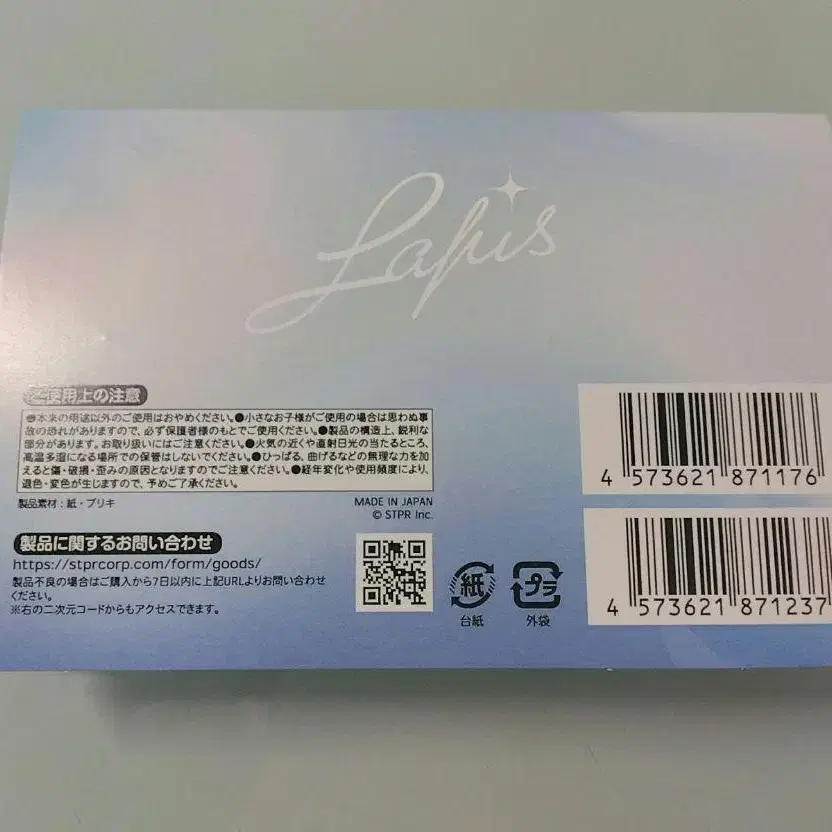 Lapis
ご使用上の注意
●本来の用途以外のご使用はおやめください。●小さなお子様がご使用の場合は思わぬ事
故の恐れがありますので、必ず保護者様のもとでご使用ください。●製品の構造上、鋭利な
部分があります。お取り扱いにはご注意ください。●火気の近くや直射日光の当たるところ、
高温多湿になる場所での保管はしないでください。●ひっぱる、曲げるなどの無理な力を加
えると傷・破損・歪みの原因となりますのでご注意ください。●経年変化や使用頻度により、
退色・変色が生じますので、予めご了承ください。
製品素材:紙・ブリキ
MADE IN JAPAN
© STPR Inc.
製品に関するお問い合わせ
https://stprcorp.com/form/goods/
製品不良の場合はご購入から7日以内に上記URLよりお問い合わせ
ください。
※右の二次元コードからもアクセスできます。
紙
台紙
プラ
外袋
4 573621 871176
4 573621 871237